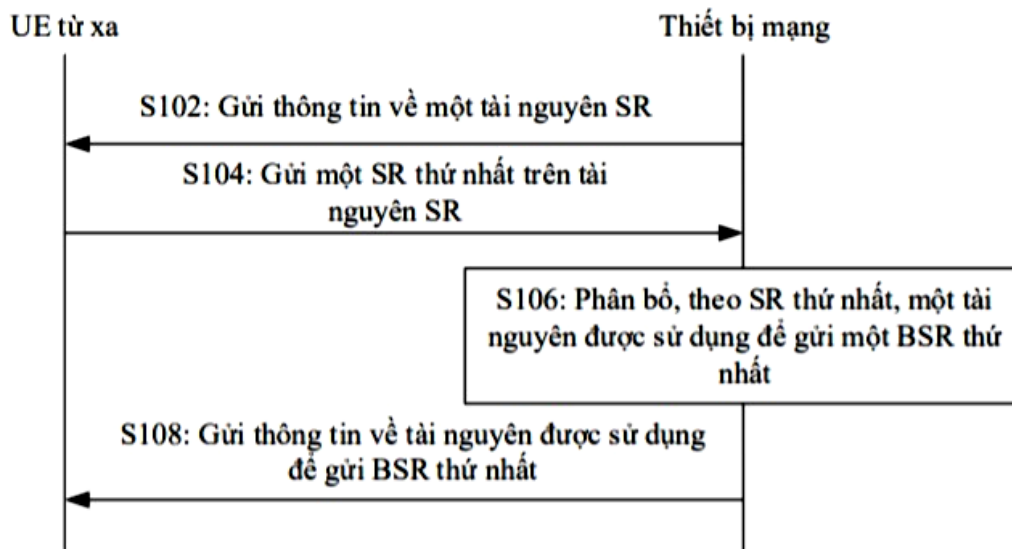 UE từ xa
Thiết bị mạng
S102: Gửi thông tin về một tài nguyên SR
S104: Gửi một SR thứ nhất trên tài
nguyên SR
S106: Phân bổ, theo SR thứ nhất, một tài
nguyên được sử dụng để gửi một BSR thứ
nhất
S108: Gửi thông tin về tài nguyên được sử dụng
để gửi BSR thứ nhất